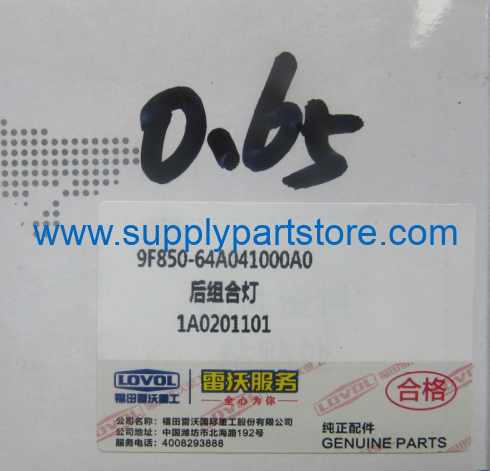 0.65
www.supplypartstore.com
9F850-64A041000A0
后组合灯
1A0201101
LOVOL
福田雷沃重工
雷沃服务
全心为你
合格
公司名称：福田雷沃国际重工股份有限公司
公司地址：中国潍坊市北海路192号
服务电话：4008293888
纯正配件
GENUINE PARTS